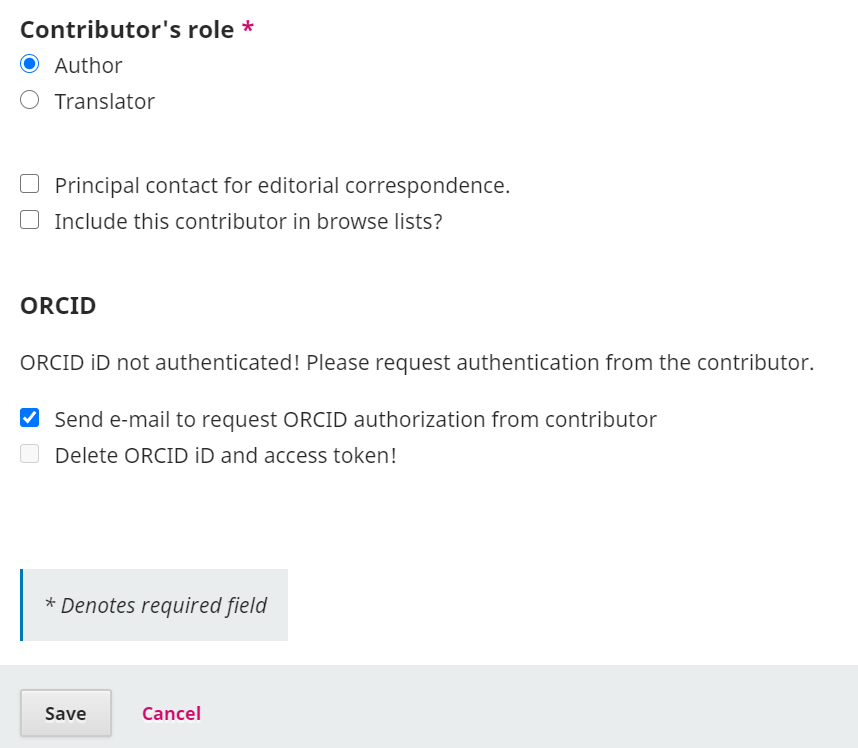 Contributor's role *
Author
Translator
Principal contact for editorial correspondence.
Include this contributor in browse lists?
ORCID
ORCID iD not authenticated! Please request authentication from the contributor.
Send e-mail to request ORCID authorization from contributor
Delete ORCID iD and access token!
* Denotes required field
Save Cancel